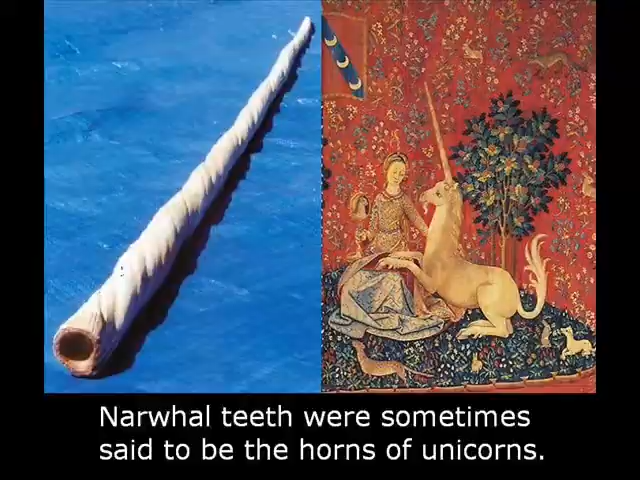 Narwhal teeth were sometimes
said to be the horns of unicorns.